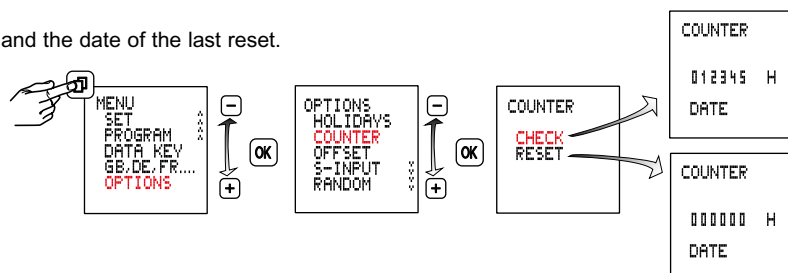 and the date of the last reset.
MENU
SET
PROGRAM
DATA KEY
GB,DE,FR....
OPTIONS
−
OK
+
OPTIONS
HOLIDAYS
COUNTER
OFFSET
S-INPUT
RANDOM
−
OK
+
COUNTER
CHECK
RESET
COUNTER
012345 H
DATE
COUNTER
000000 H
DATE